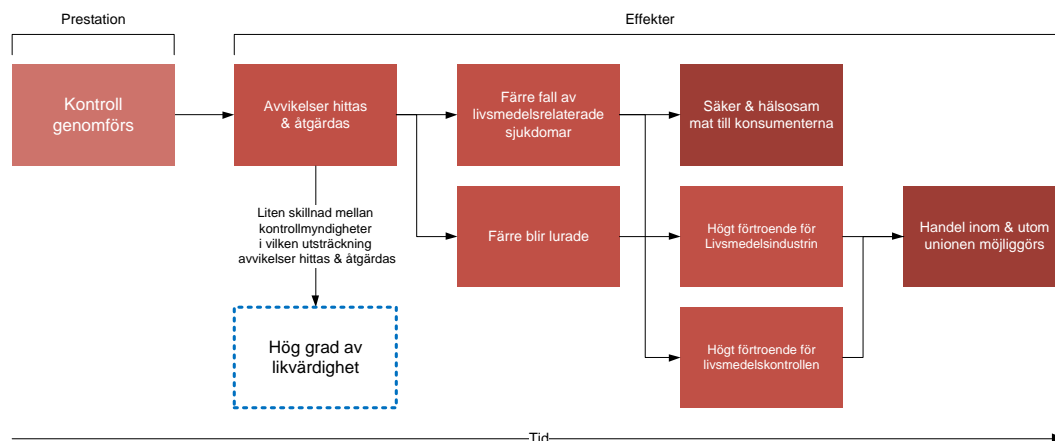 Prestation
Effekter
Kontroll
genomförs
Avvikelser hittas
& åtgärdas
Färre fall av
livsmedelsrelaterade
sjukdomar
Säker & hälsosam
mat till konsumenterna
Liten skillnad mellan
kontrollmyndigheter
i vilken utsträckning
avvikelser hittas & åtgärdas
Färre blir lurade
Högt förtroende för
Livsmedelsindustrin
Handel inom & utom
unionen möjliggörs
Hög grad av
likvärdighet
Högt förtroende för
livsmedelskontrollen
Tid